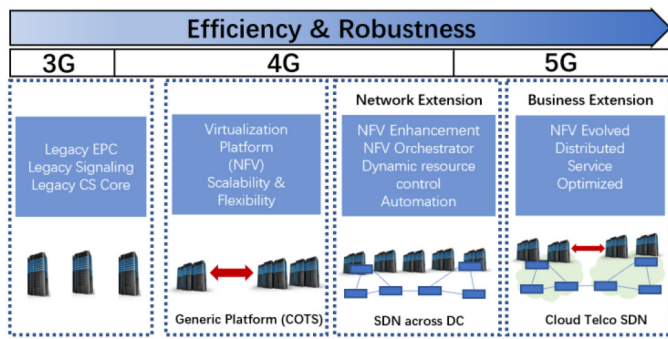 Efficiency & Robustness
3G
4G
5G
Legacy EPC
Legacy Signaling
Legacy CS Core
Virtualization
Platform
(NFV)
Scalability &
Flexibility
Generic Platform (COTS)
Network Extension
NFV Enhancement
NFV Orchestrator
Dynamic resource
control
Automation
SDN across DC
Business Extension
NFV Evolved
Distributed
Service
Optimized
Cloud Telco SDN